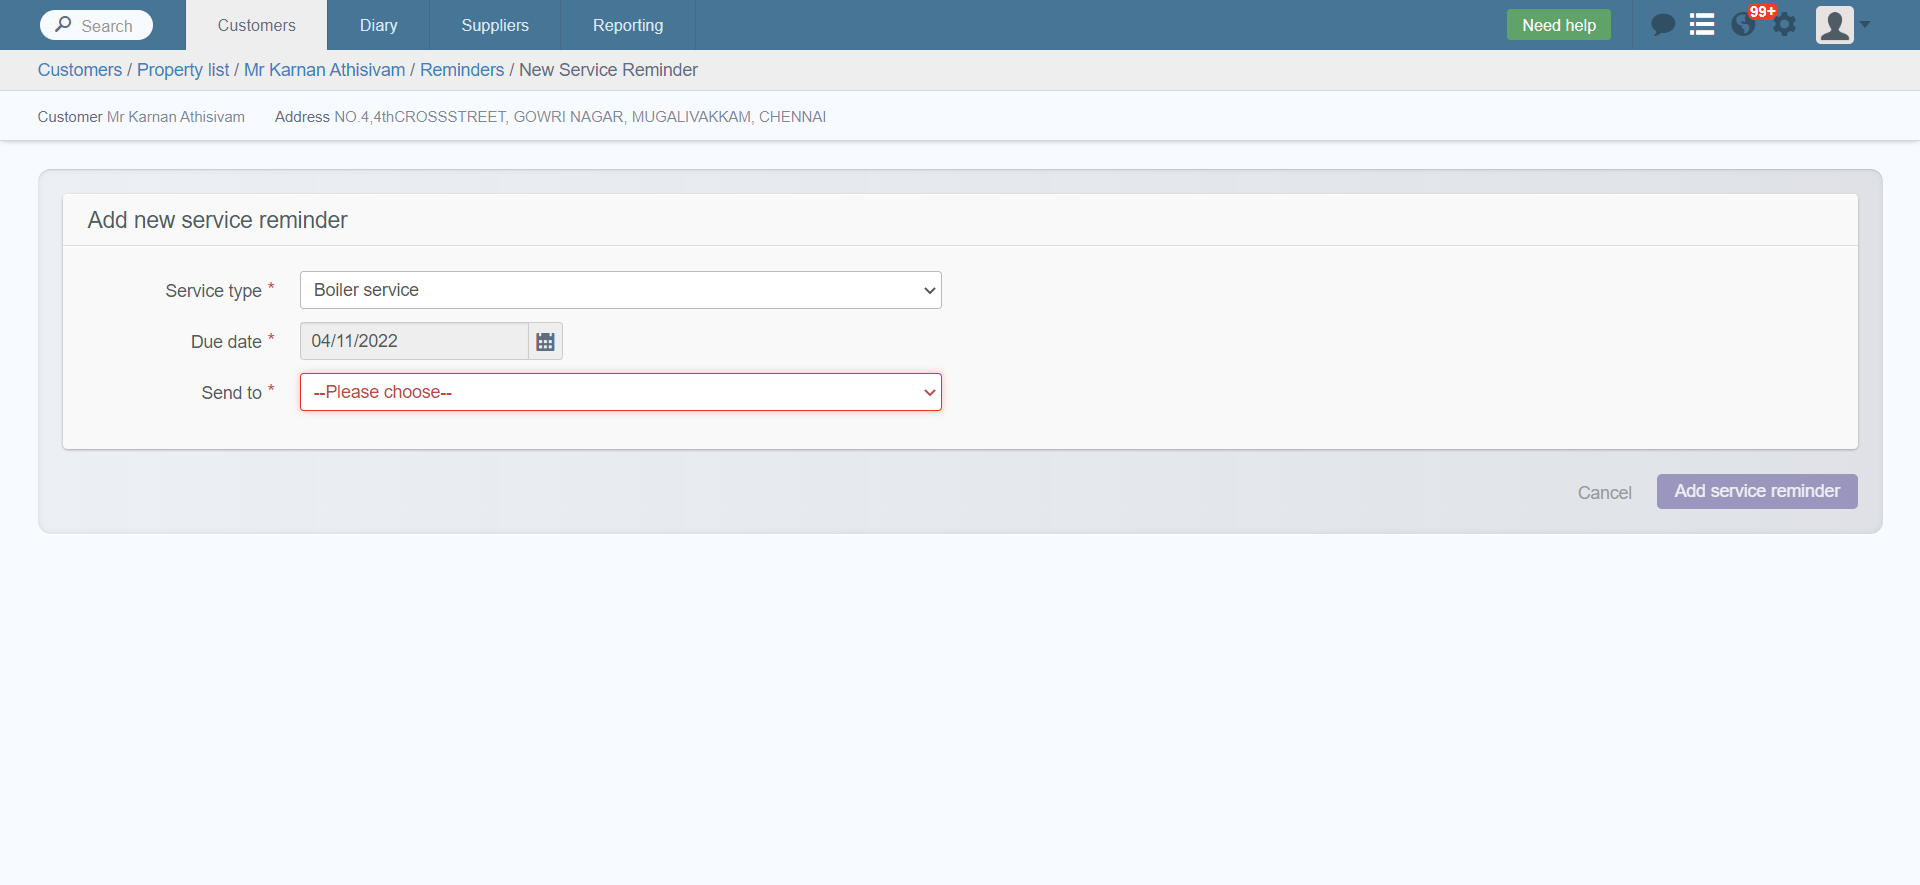 Search Customers Diary Suppliers Reporting Need help 99+
Customers / Property list / Mr Karnan Athisivam / Reminders / New Service Reminder
Customer Mr Karnan Athisivam Address NO.4,4thCROSSSTREET, GOWRI NAGAR, MUGALIVAKKAM, CHENNAI
Add new service reminder
Service type * Boiler service
Due date * 04/11/2022
Send to * --Please choose--
Cancel Add service reminder